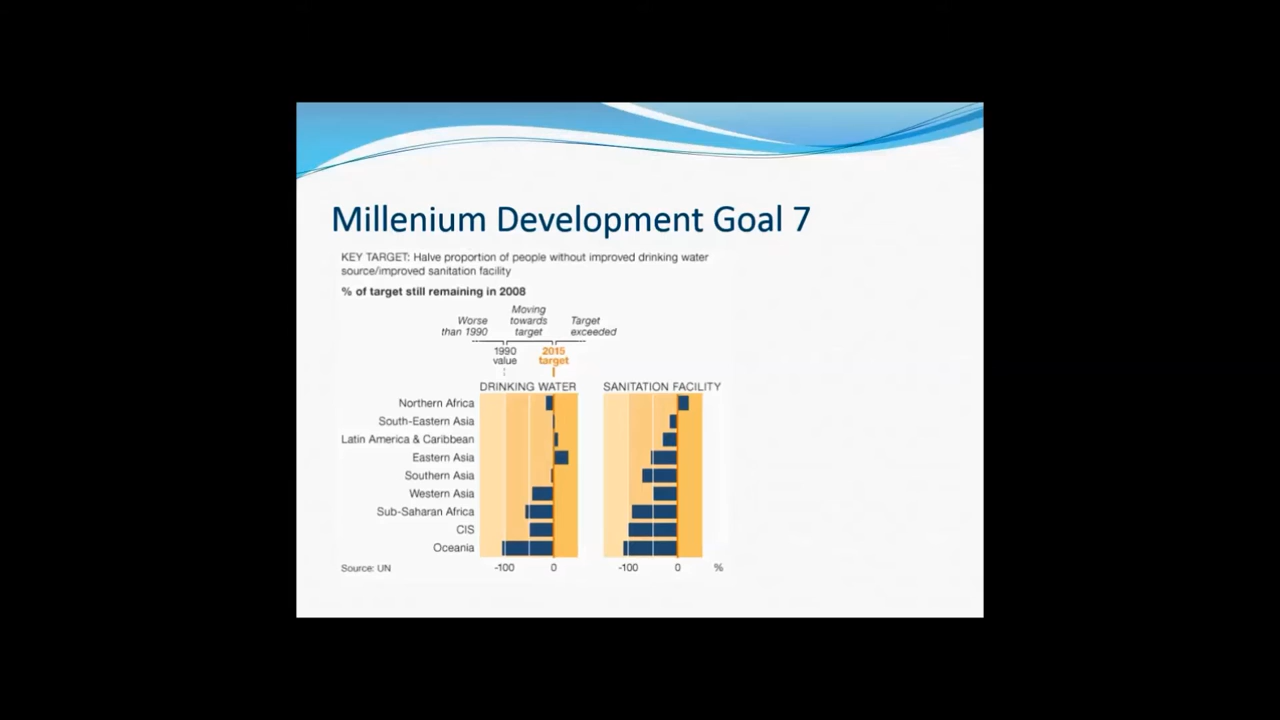 Millenium Development Goal 7
KEY TARGET: Halve proportion of people without improved drinking water
source/improved sanitation facility
% of target still remaining in 2008
Worse
than 1990
Moving
towards
target
Target
exceeded
1990
value
2015
target
DRINKING WATER
SANITATION FACILITY
Northern Africa
South-Eastern Asia
Latin America & Caribbean
Eastern Asia
Southern Asia
Western Asia
Sub-Saharan Africa
CIS
Oceania
-100 0 -100 0 %
Source: UN